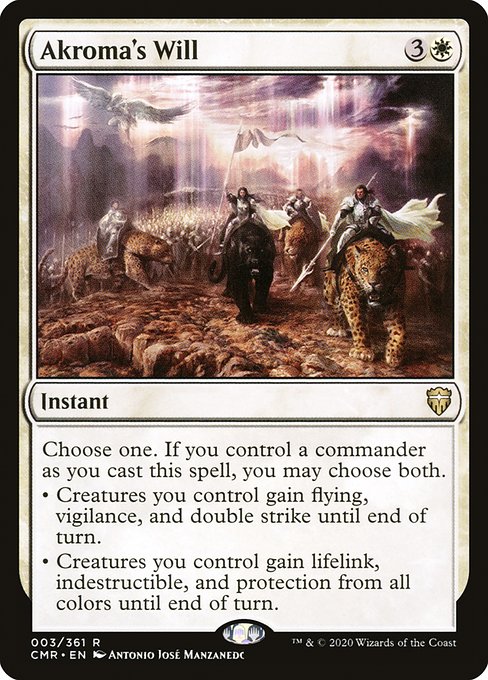 Akroma's Will 3
Instant
Choose one. If you control a commander
as you cast this spell, you may choose both.
• Creatures you control gain flying,
vigilance, and double strike until end of
turn.
• Creatures you control gain lifelink,
indestructible, and protection from all
colors until end of turn.
003/361 R
CMR • EN Antonio José Manzanedo
™ & © 2020 Wizards of the Coast